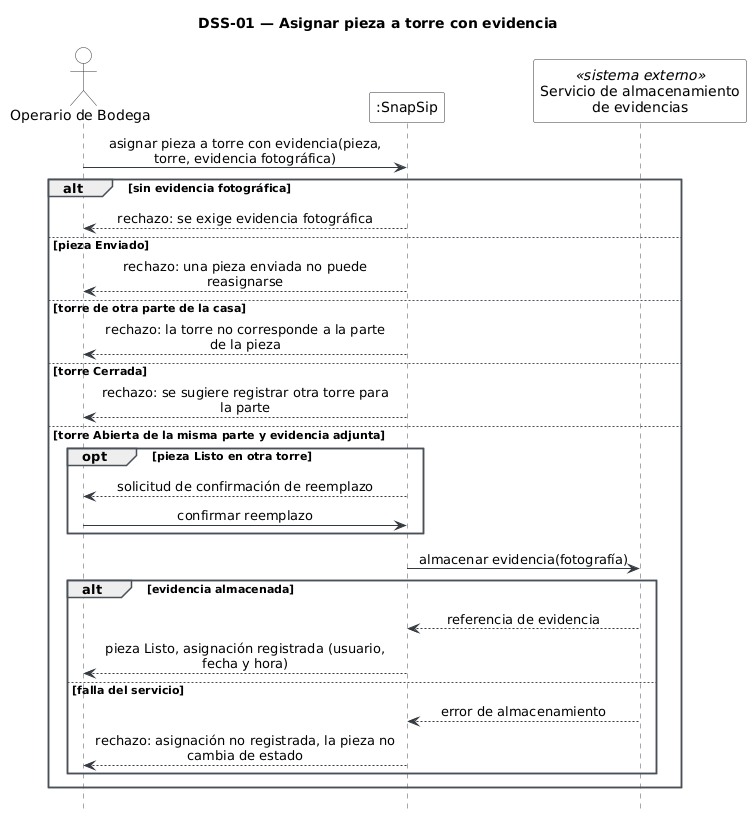 DSS-01 — Asignar pieza a torre con evidencia
Operario de Bodega
:SnapSip
«sistema externo»
Servicio de almacenamiento
de evidencias
asignar pieza a torre con evidencia(pieza,
torre, evidencia fotográfica)
alt
[sin evidencia fotográfica]
rechazo: se exige evidencia fotográfica
[pieza Enviado]
rechazo: una pieza enviada no puede
reasignarse
[torre de otra parte de la casa]
rechazo: la torre no corresponde a la parte
de la pieza
[torre Cerrada]
rechazo: se sugiere registrar otra torre para
la parte
[torre Abierta de la misma parte y evidencia adjunta]
opt
[pieza Listo en otra torre]
solicitud de confirmación de reemplazo
confirmar reemplazo
almacenar evidencia(fotografía)
alt
[evidencia almacenada]
referencia de evidencia
pieza Listo, asignación registrada (usuario,
fecha y hora)
[falla del servicio]
error de almacenamiento
rechazo: asignación no registrada, la pieza no
cambia de estado